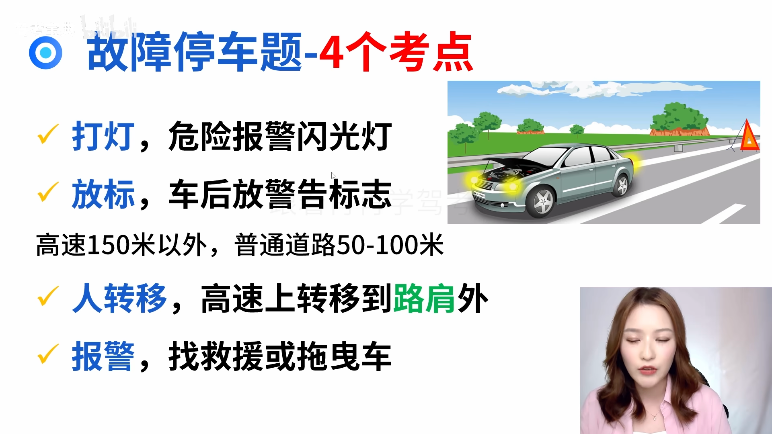 故障停车题-4个考点
打灯，危险报警闪光灯
放标，车后放警告标志
高速150米以外，普通道路50-100米
人转移，高速上转移到路肩外
报警，找救援或拖曳车